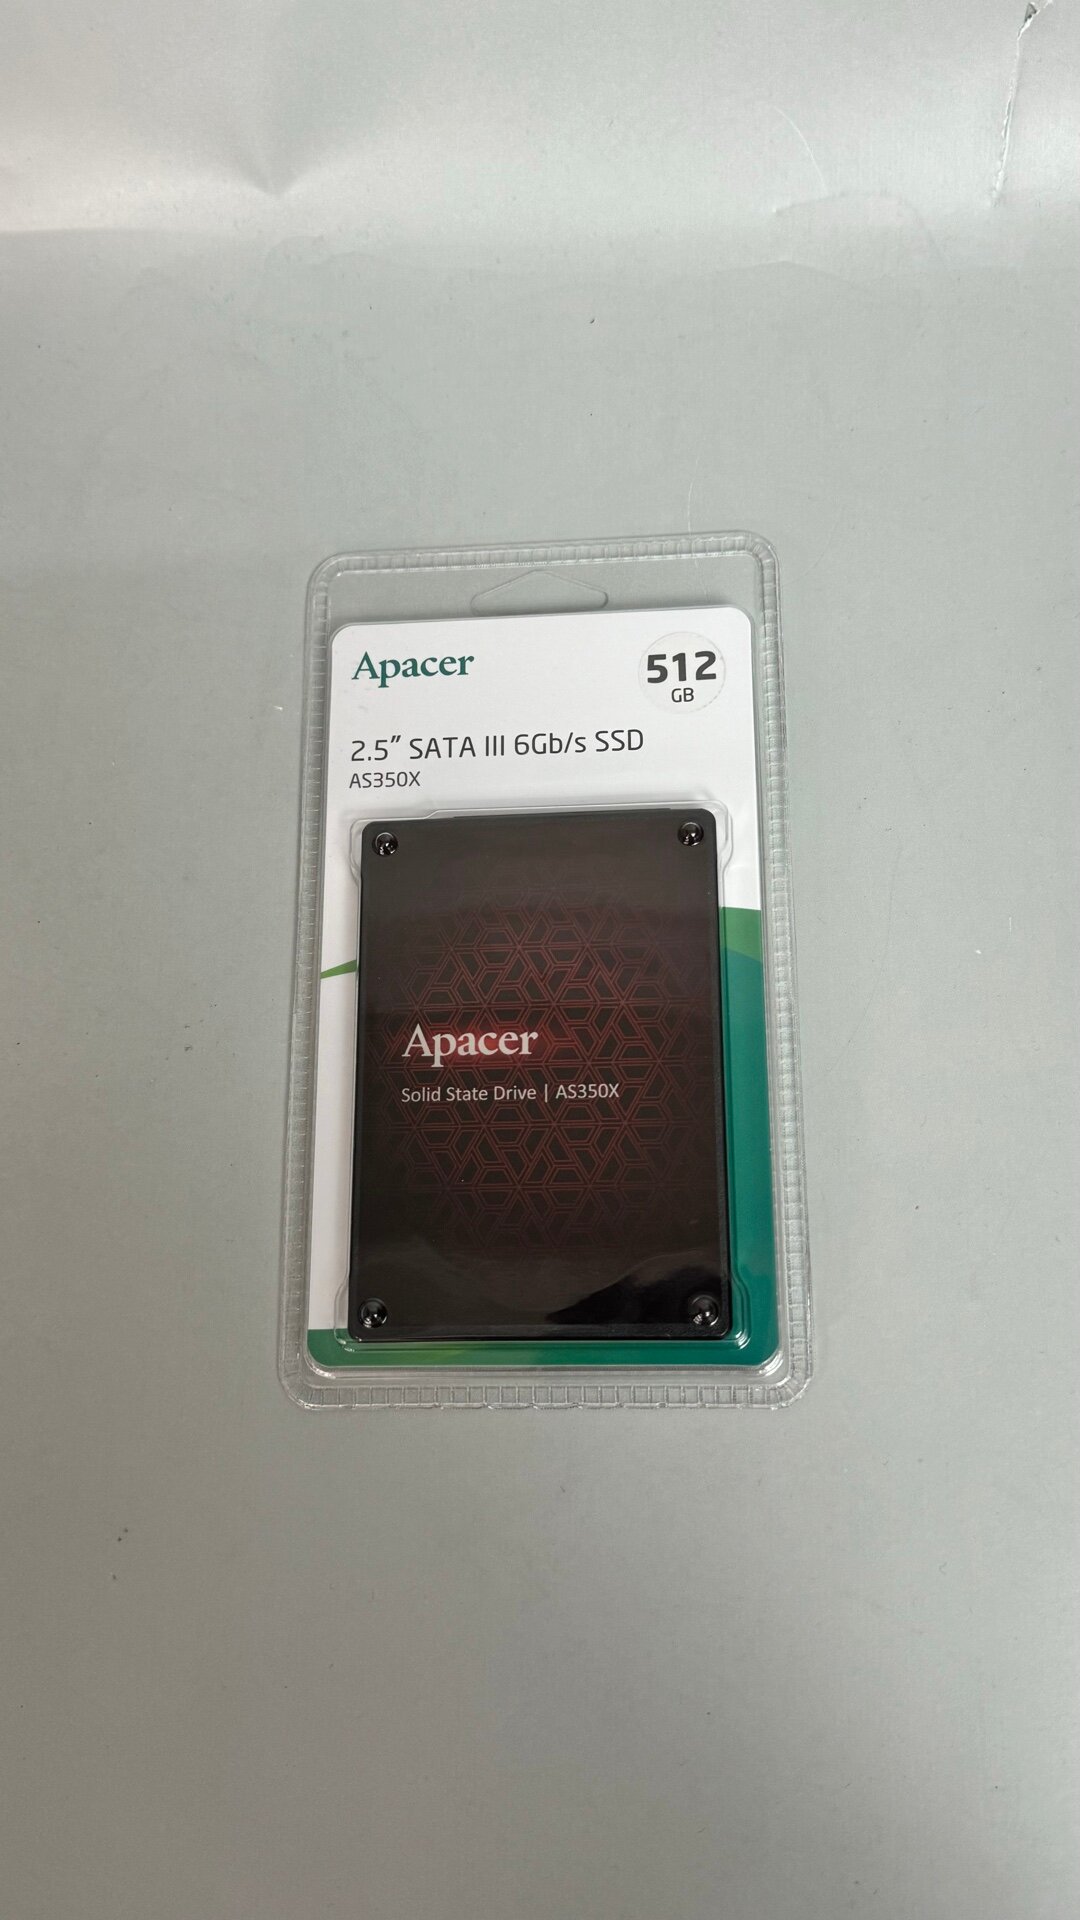 Apacer
512
GB
2.5” SATA III 6Gb/s SSD
AS350X
Apacer
Solid State Drive | AS350X